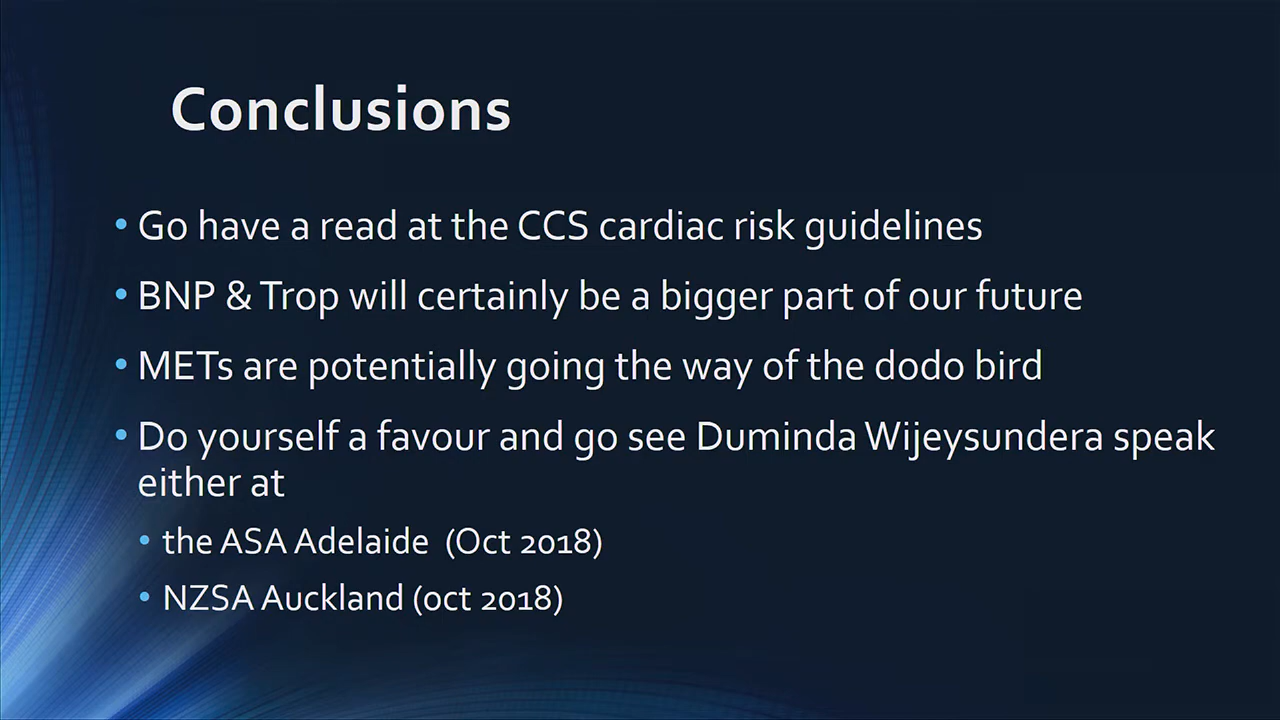 Conclusions
• Go have a read at the CCS cardiac risk guidelines
• BNP & Trop will certainly be a bigger part of our future
• METs are potentially going the way of the dodo bird
• Do yourself a favour and go see Duminda Wijeysundera speak
either at
• the ASA Adelaide (Oct 2018)
• NZSA Auckland (oct 2018)